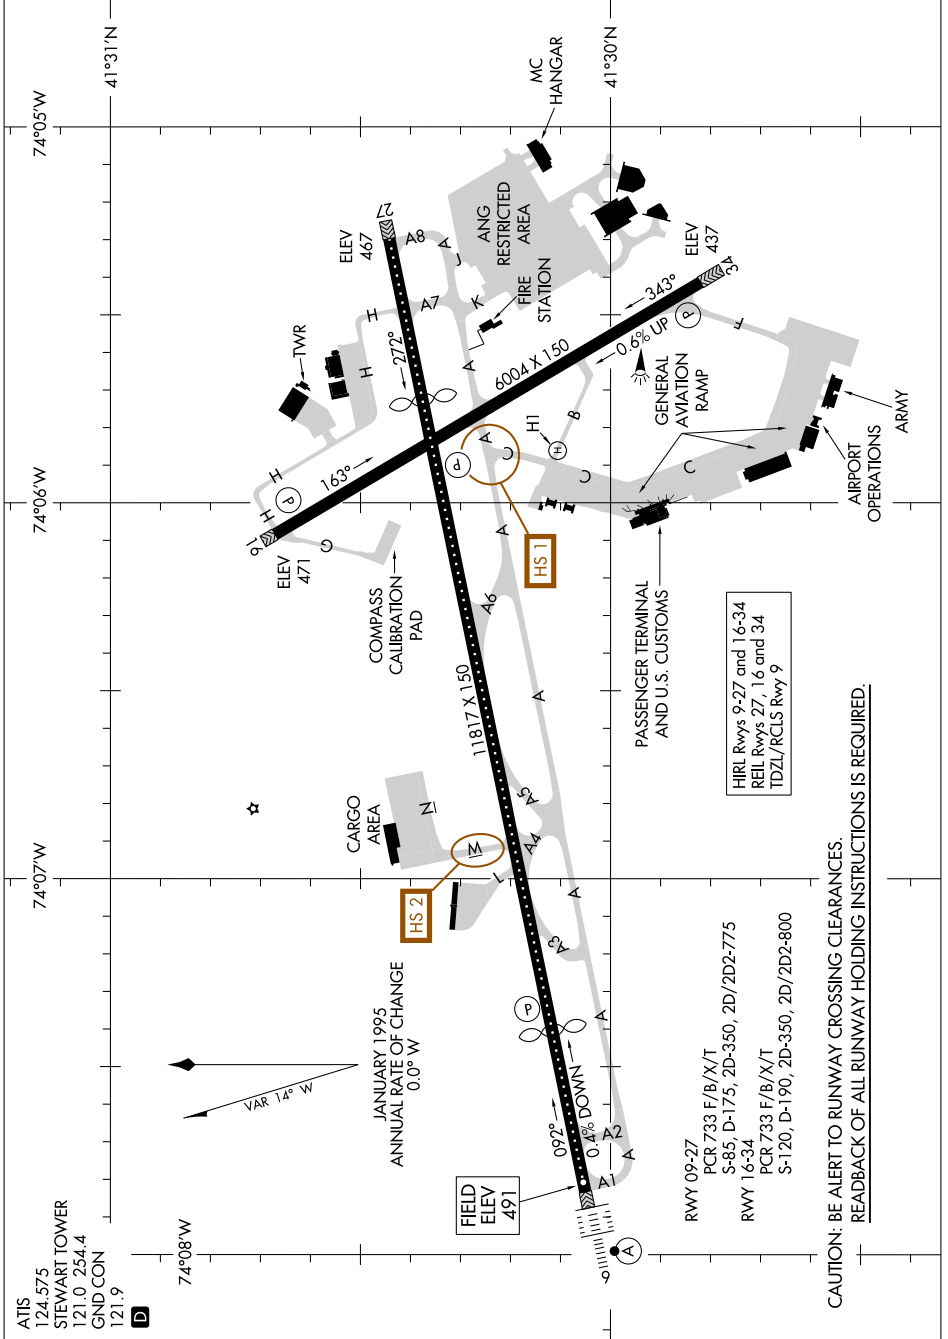 ATIS
124.575
STEWART TOWER
121.0 254.4
GND CON
121.9
D
74°08'W
74°07'W
74°06'W
74°05'W
41°31'N
41°30'N
VAR 14° W
JANUARY 1995
ANNUAL RATE OF CHANGE
0.0° W
FIELD
ELEV
491
HS 2
CARGO
AREA
N
M
L
COMPASS
CALIBRATION
PAD
ELEV
471
16
G
H
H
P
163°
TWR
H
H
ELEV
467
27
272°
A8
A
J
A7
K
A
ANG
RESTRICTED
AREA
FIRE
STATION
MC
HANGAR
ELEV
437
34
343°
0.6% UP
6004 X 150
P
F
B
H1
H
A
C
P
HS 1
C
C
GENERAL
AVIATION
RAMP
ARMY
AIRPORT
OPERATIONS
PASSENGER TERMINAL
AND U.S. CUSTOMS
A
A6
A
11817 X 150
A5
A4
A
A3
A
P
092°
0.4% DOWN
A2
A
A1
9
A
HIRL Rwys 9-27 and 16-34
REIL Rwys 27, 16 and 34
TDZL/RCLS Rwy 9
RWY 09-27
PCR 733 F/B/X/T
S-85, D-175, 2D-350, 2D/2D2-775
RWY 16-34
PCR 733 F/B/X/T
S-120, D-190, 2D-350, 2D/2D2-800
CAUTION: BE ALERT TO RUNWAY CROSSING CLEARANCES.
READBACK OF ALL RUNWAY HOLDING INSTRUCTIONS IS REQUIRED.